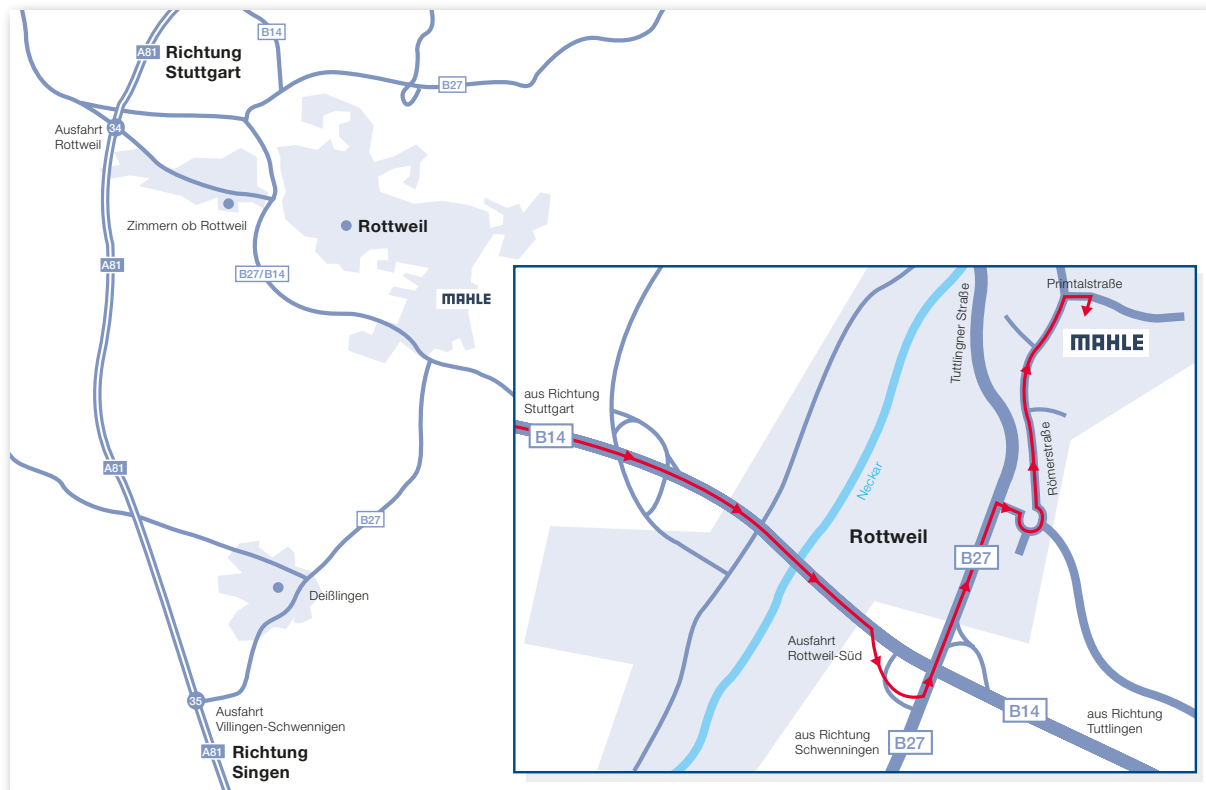 B14
A81
Richtung
Stuttgart
B27
Ausfahrt
Rottweil
34
Zimmern ob Rottweil
Rottweil
A81
B27/B14
MAHLE
A81
B27
Deißlingen
35
Ausfahrt
Villingen-Schwennigen
A81
Richtung
Singen
Primtalstraße
Tuttlingner Straße
MAHLE
aus Richtung
Stuttgart
B14
Römerstraße
Neckar
Rottweil
B27
Ausfahrt
Rottweil-Süd
B14
aus Richtung
Tuttlingen
aus Richtung
Schwenningen
B27